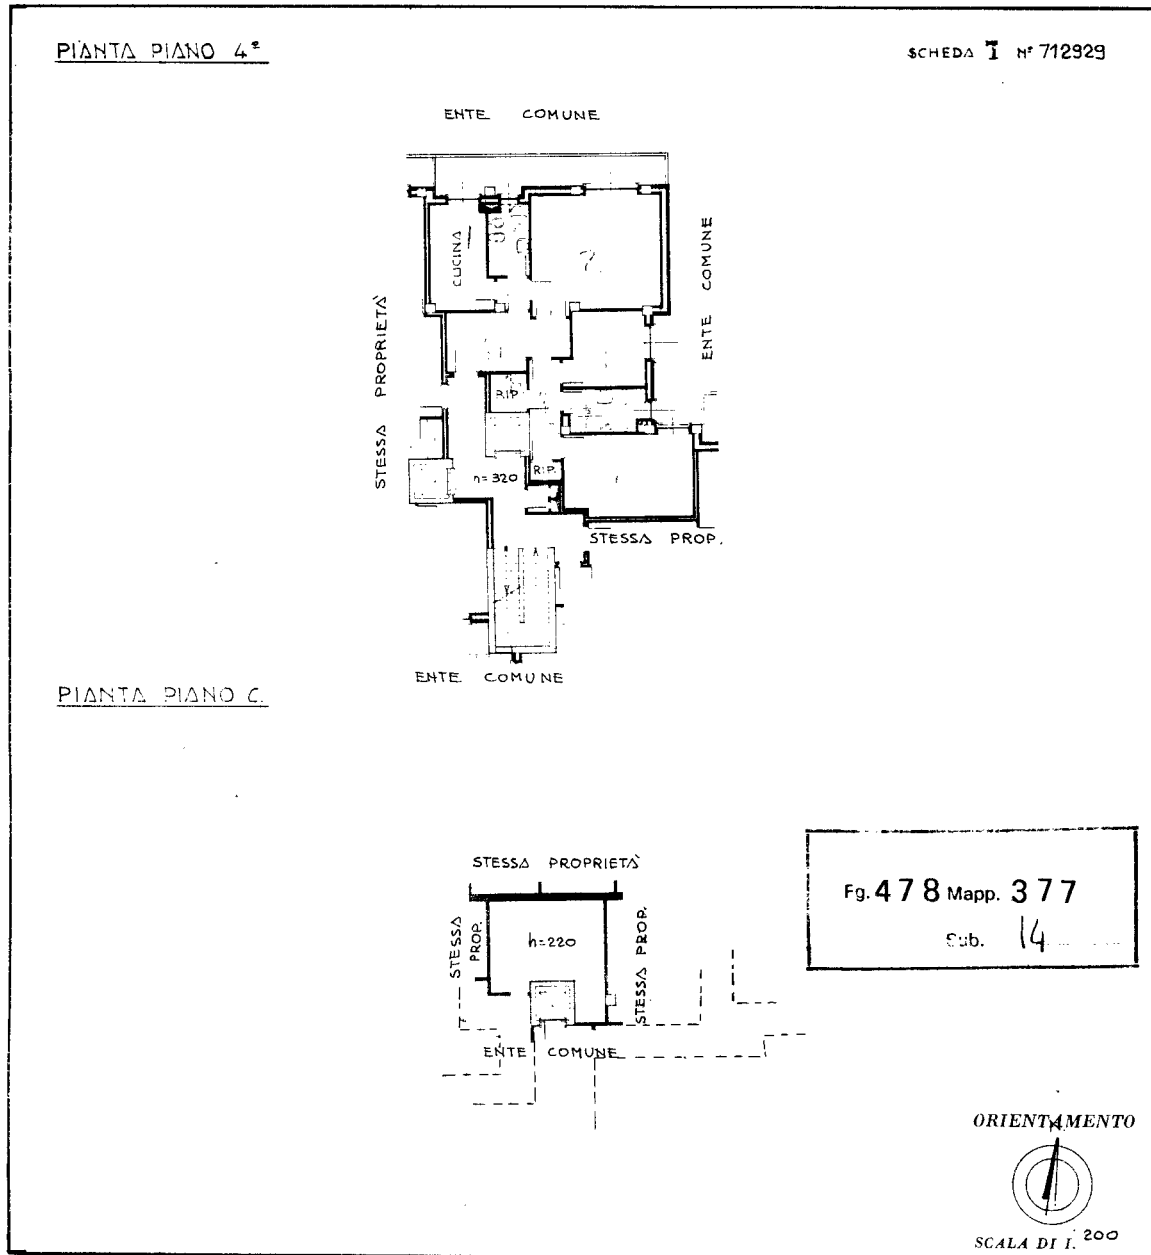 PIANTA PIANO 4º
SCHEDA I Nº 712929
ENTE COMUNE
CUCINA
ENTE COMUNE
STESSA PROPRIETÀ
RIP.
RIP.
h=320
STESSA PROP.
ENTE COMUNE
PIANTA PIANO C.
STESSA PROPRIETÀ
STESSA PROP.
h=220
STESSA PROP.
ENTE COMUNE
Fg. 478 Mapp. 377
Sub. 14
ORIENTAMENTO
N.
SCALA DI 1: 200